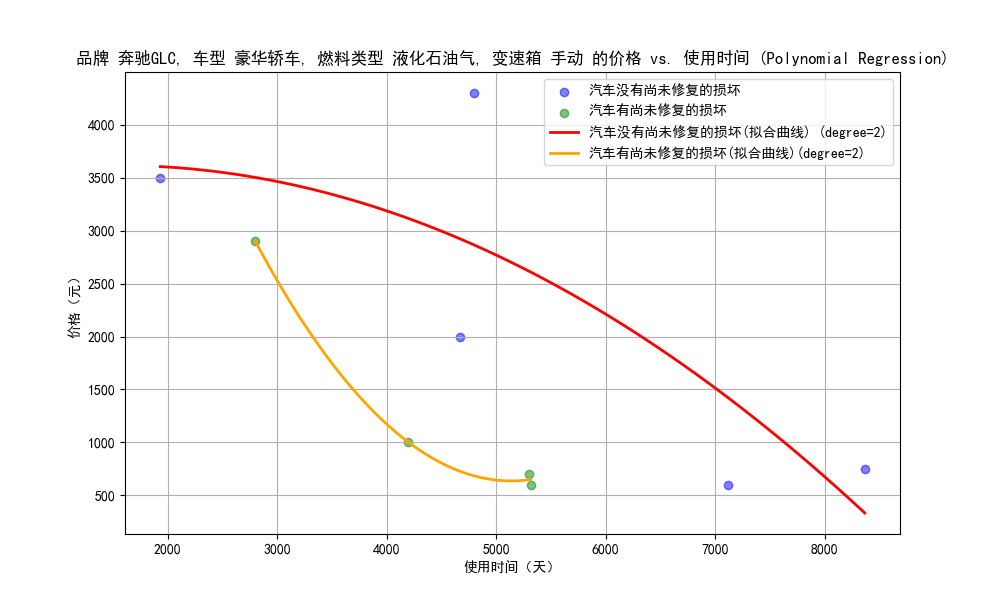 品牌 奔驰GLC, 车型 豪华轿车, 燃料类型 液化石油气, 变速箱 手动 的价格 vs. 使用时间 (Polynomial Regression)
汽车没有尚未修复的损坏
汽车有尚未修复的损坏
汽车没有尚未修复的损坏(拟合曲线) (degree=2)
汽车有尚未修复的损坏(拟合曲线)(degree=2)
价格（元）
4000
3500
3000
2500
2000
1500
1000
500
2000 3000 4000 5000 6000 7000 8000
使用时间（天）